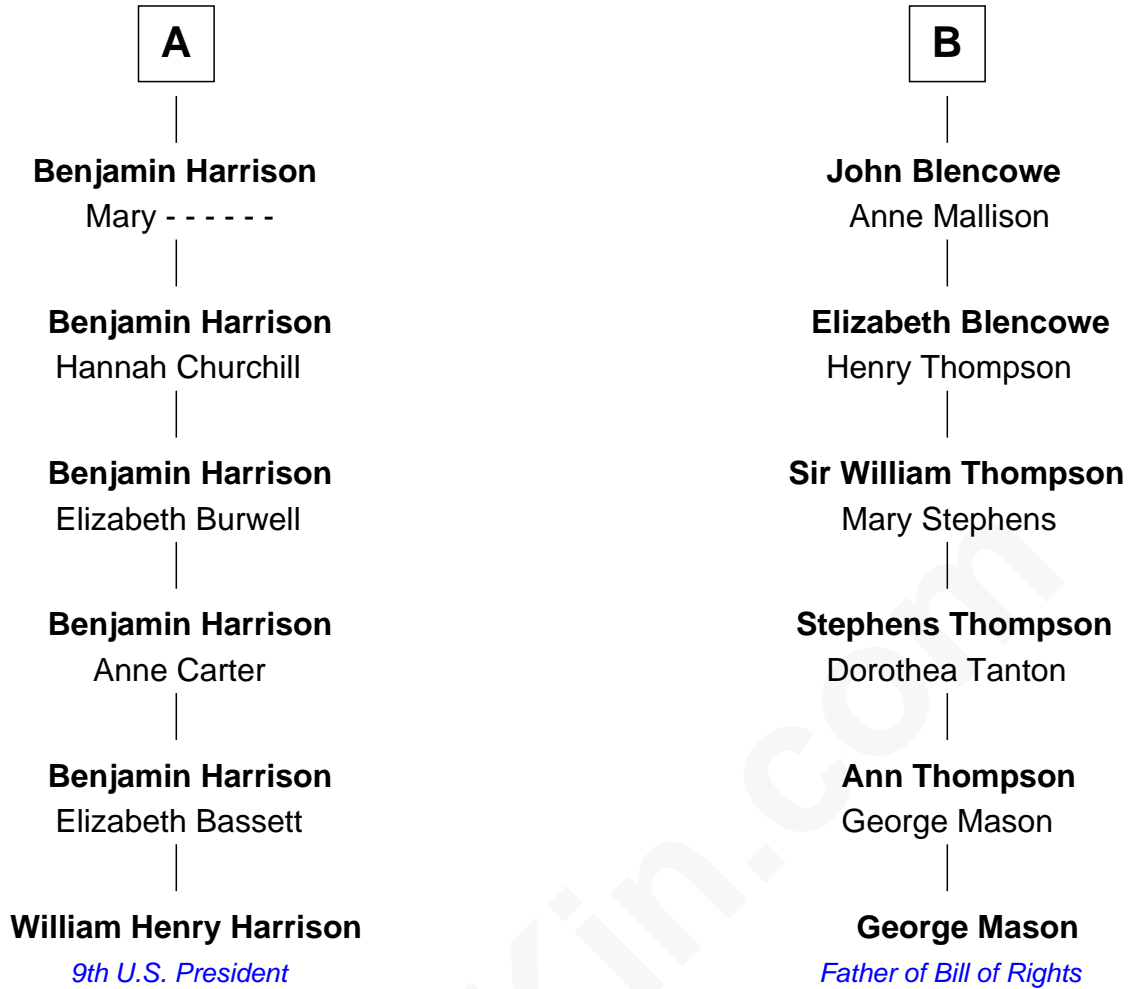 A
Benjamin Harrison
Mary - - - - - -
Benjamin Harrison
Hannah Churchill
Benjamin Harrison
Elizabeth Burwell
Benjamin Harrison
Anne Carter
Benjamin Harrison
Elizabeth Bassett
William Henry Harrison
9th U.S. President
B
John Blencowe
Anne Mallison
Elizabeth Blencowe
Henry Thompson
Sir William Thompson
Mary Stephens
Stephens Thompson
Dorothea Tanton
Ann Thompson
George Mason
George Mason
Father of Bill of Rights